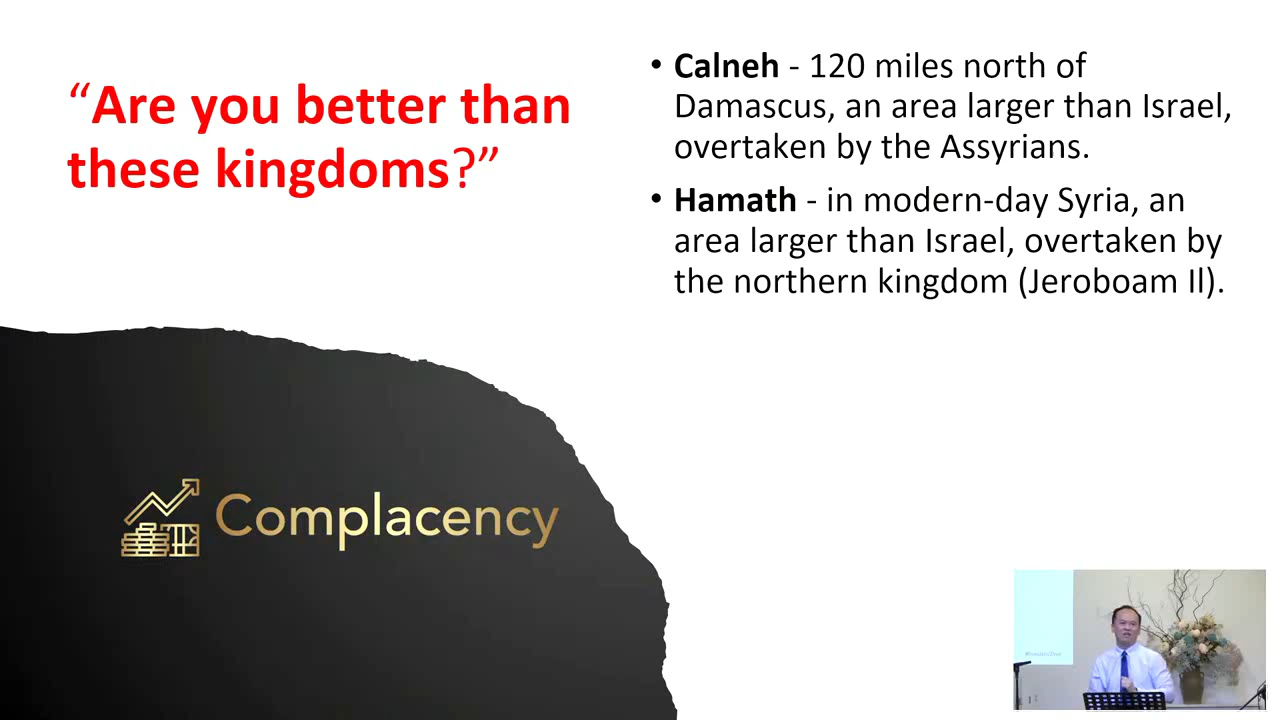 “Are you better than
these kingdoms?”
• Calneh - 120 miles north of
Damascus, an area larger than Israel,
overtaken by the Assyrians.
• Hamath - in modern-day Syria, an
area larger than Israel, overtaken by
the northern kingdom (Jeroboam Il).
Complacency